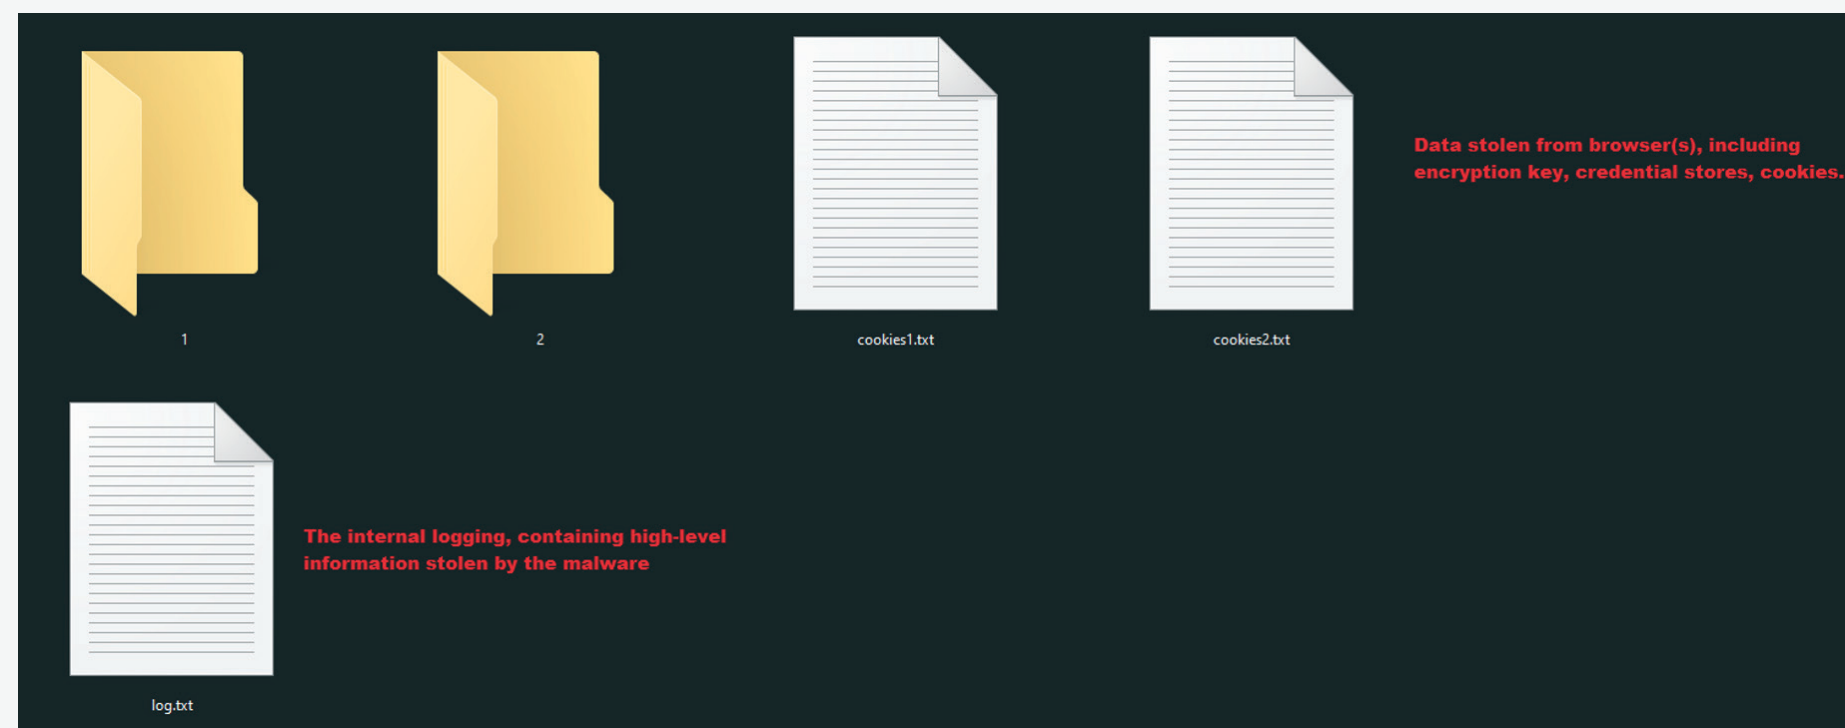 Data stolen from browser(s), including
encryption key, credential stores, cookies.
1
2
cookies1.txt
cookies2.txt
The internal logging, containing high-level
information stolen by the malware
log.txt